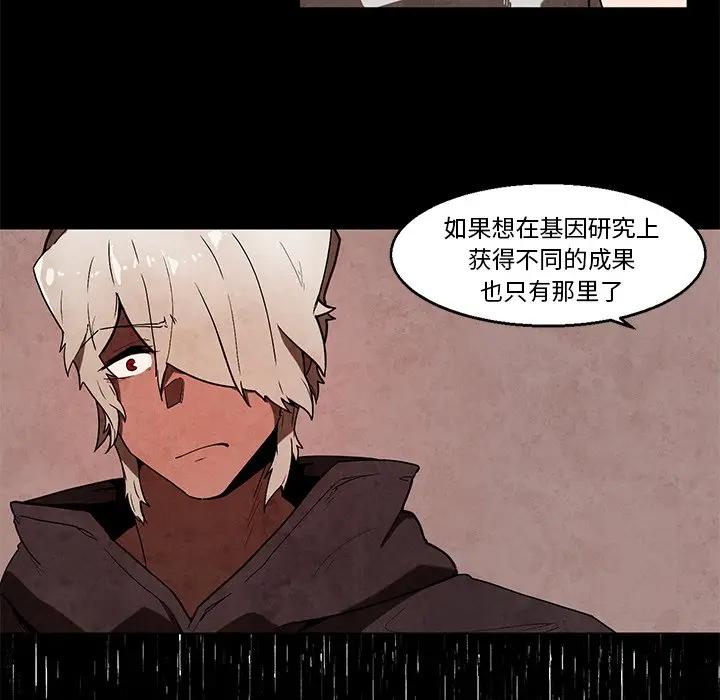 如果想在基因研究上
获得不同的成果
也只有那里了